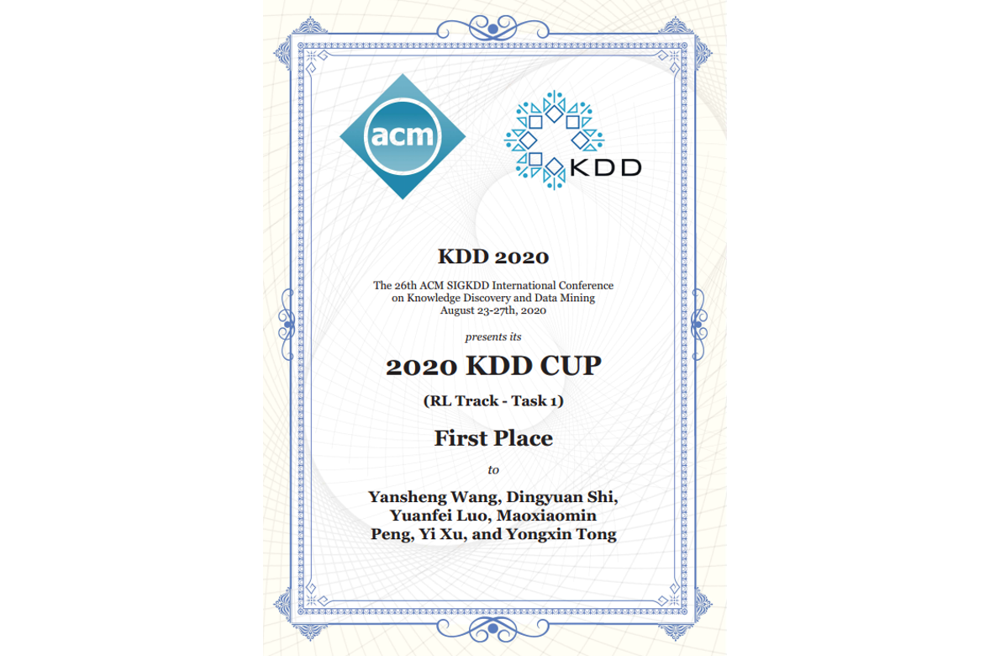 acm
KDD
KDD 2020
The 26th ACM SIGKDD International Conference
on Knowledge Discovery and Data Mining
August 23-27th, 2020
presents its
2020 KDD CUP
(RL Track - Task 1)
First Place
to
Yansheng Wang, Dingyuan Shi,
Yuanfei Luo, Maoxiaomin
Peng, Yi Xu, and Yongxin Tong